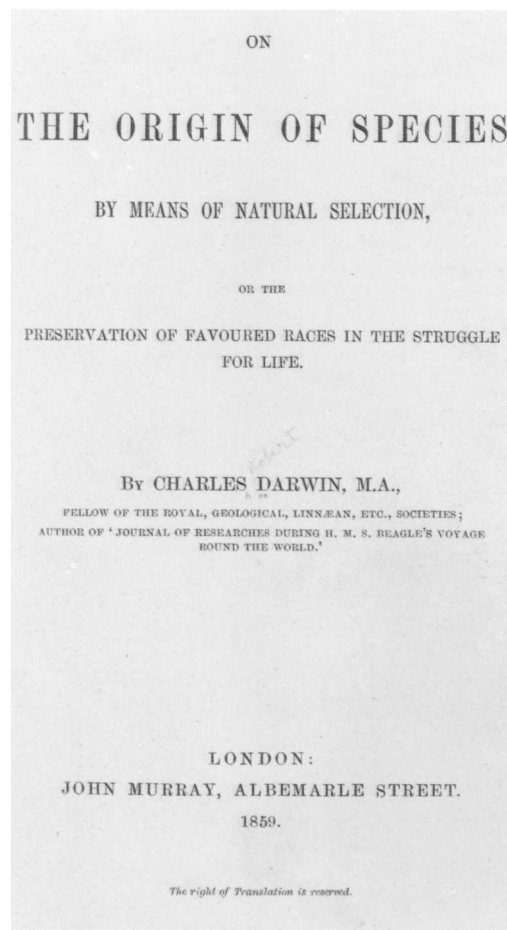 ON
THE ORIGIN OF SPECIES
BY MEANS OF NATURAL SELECTION,
OR THE
PRESERVATION OF FAVOURED RACES IN THE STRUGGLE
FOR LIFE.
Robert
BY CHARLES DARWIN, M.A.,
FELLOW OF THE ROYAL, GEOLOGICAL, LINNÆAN, ETC., SOCIETIES;
AUTHOR OF ‘JOURNAL OF RESEARCHES DURING H. M. S. BEAGLE’S VOYAGE
ROUND THE WORLD.’
LONDON:
JOHN MURRAY, ALBEMARLE STREET.
1859.
The right of Translation is reserved.